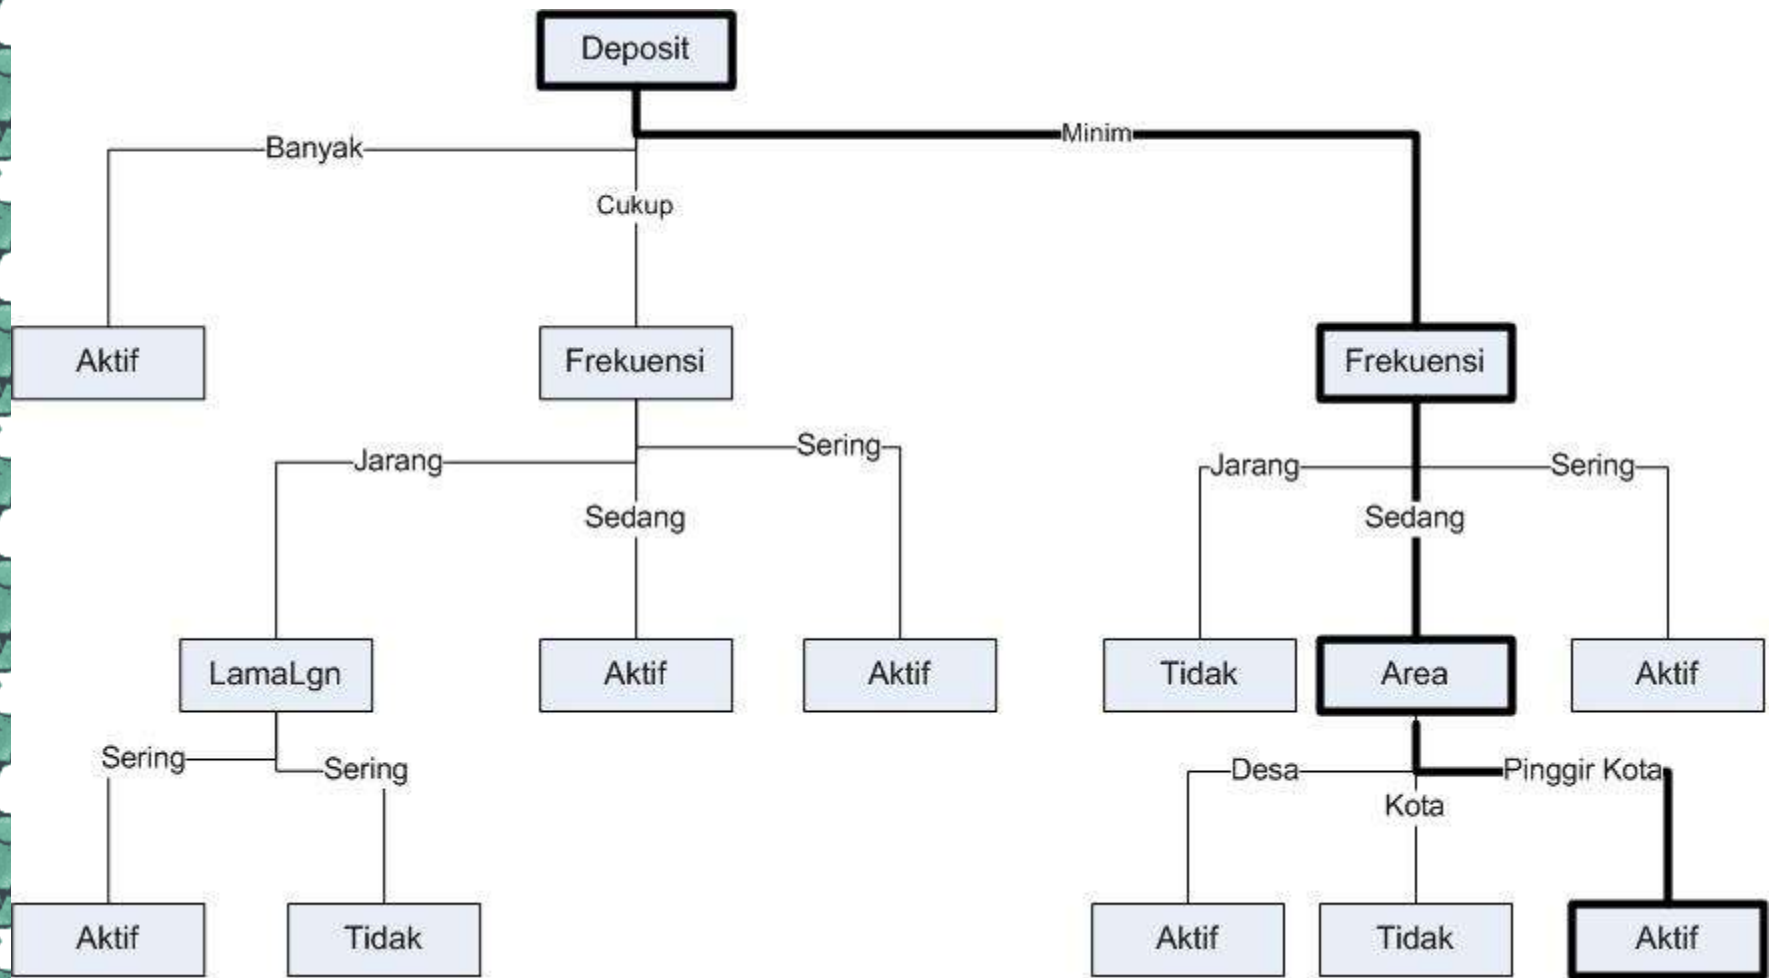 Deposit
Banyak
Minim
Cukup
Aktif
Frekuensi
Frekuensi
Jarang
Sering
Sedang
Jarang
Sering
Sedang
LamaLgn
Aktif
Aktif
Tidak
Area
Aktif
Sering
Sering
Desa
Pinggir Kota
Kota
Aktif
Tidak
Aktif
Tidak
Aktif